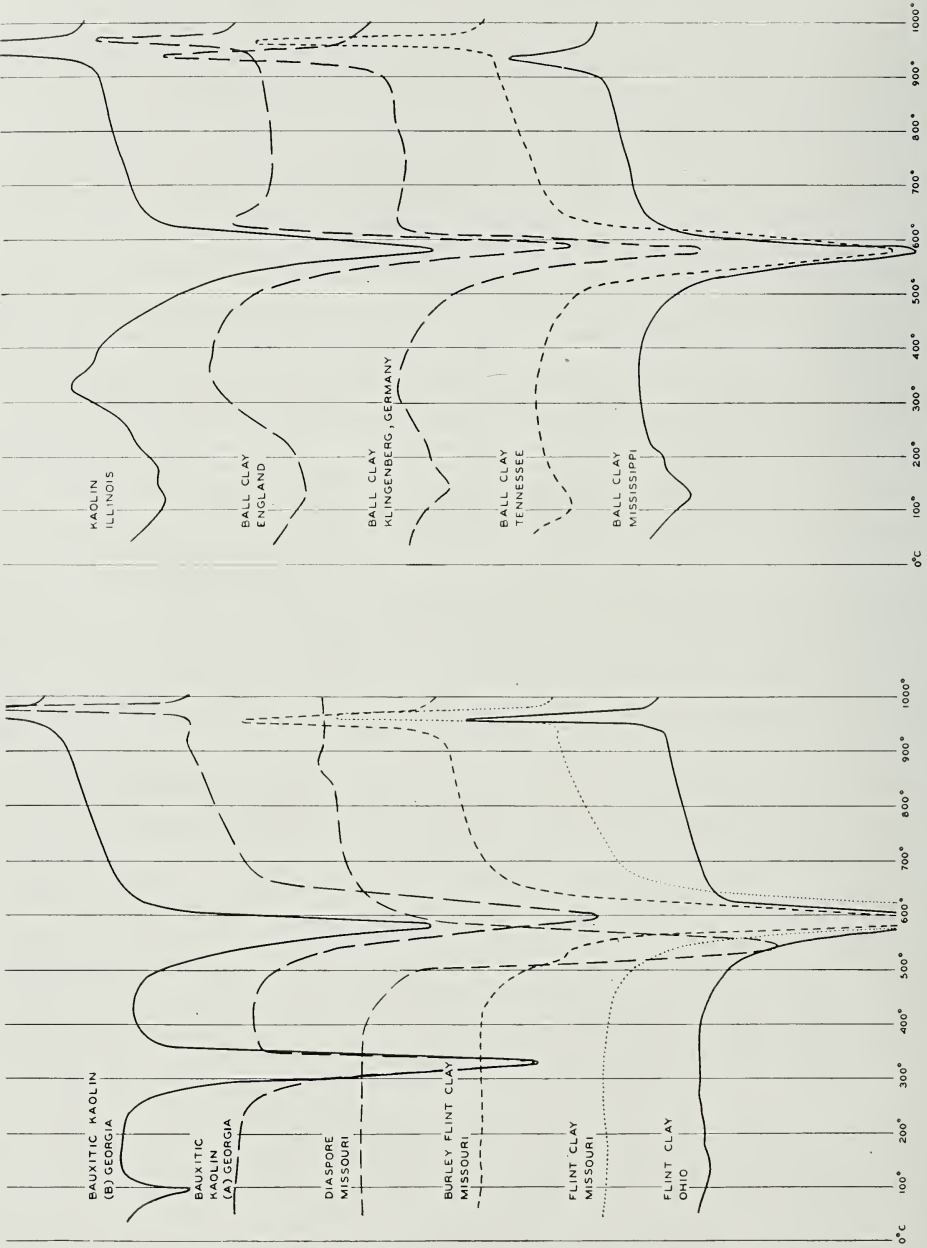 KAOLIN
ILLINOIS
BALL CLAY
ENGLAND
BALL CLAY
KLINGENBERG, GERMANY
BALL CLAY
TENNESSEE
BALL CLAY
MISSISSIPPI
0°C
100°
200°
300°
400°
500°
600°
700°
800°
900°
1000°
BAUXITIC KAOLIN
(B) GEORGIA
BAUXITIC
KAOLIN
(A) GEORGIA
DIASPORE
MISSOURI
BURLEY FLINT CLAY
MISSOURI
FLINT CLAY
MISSOURI
FLINT CLAY
OHIO
0°C
100°
200°
300°
400°
500°
600°
700°
800°
900°
1000°